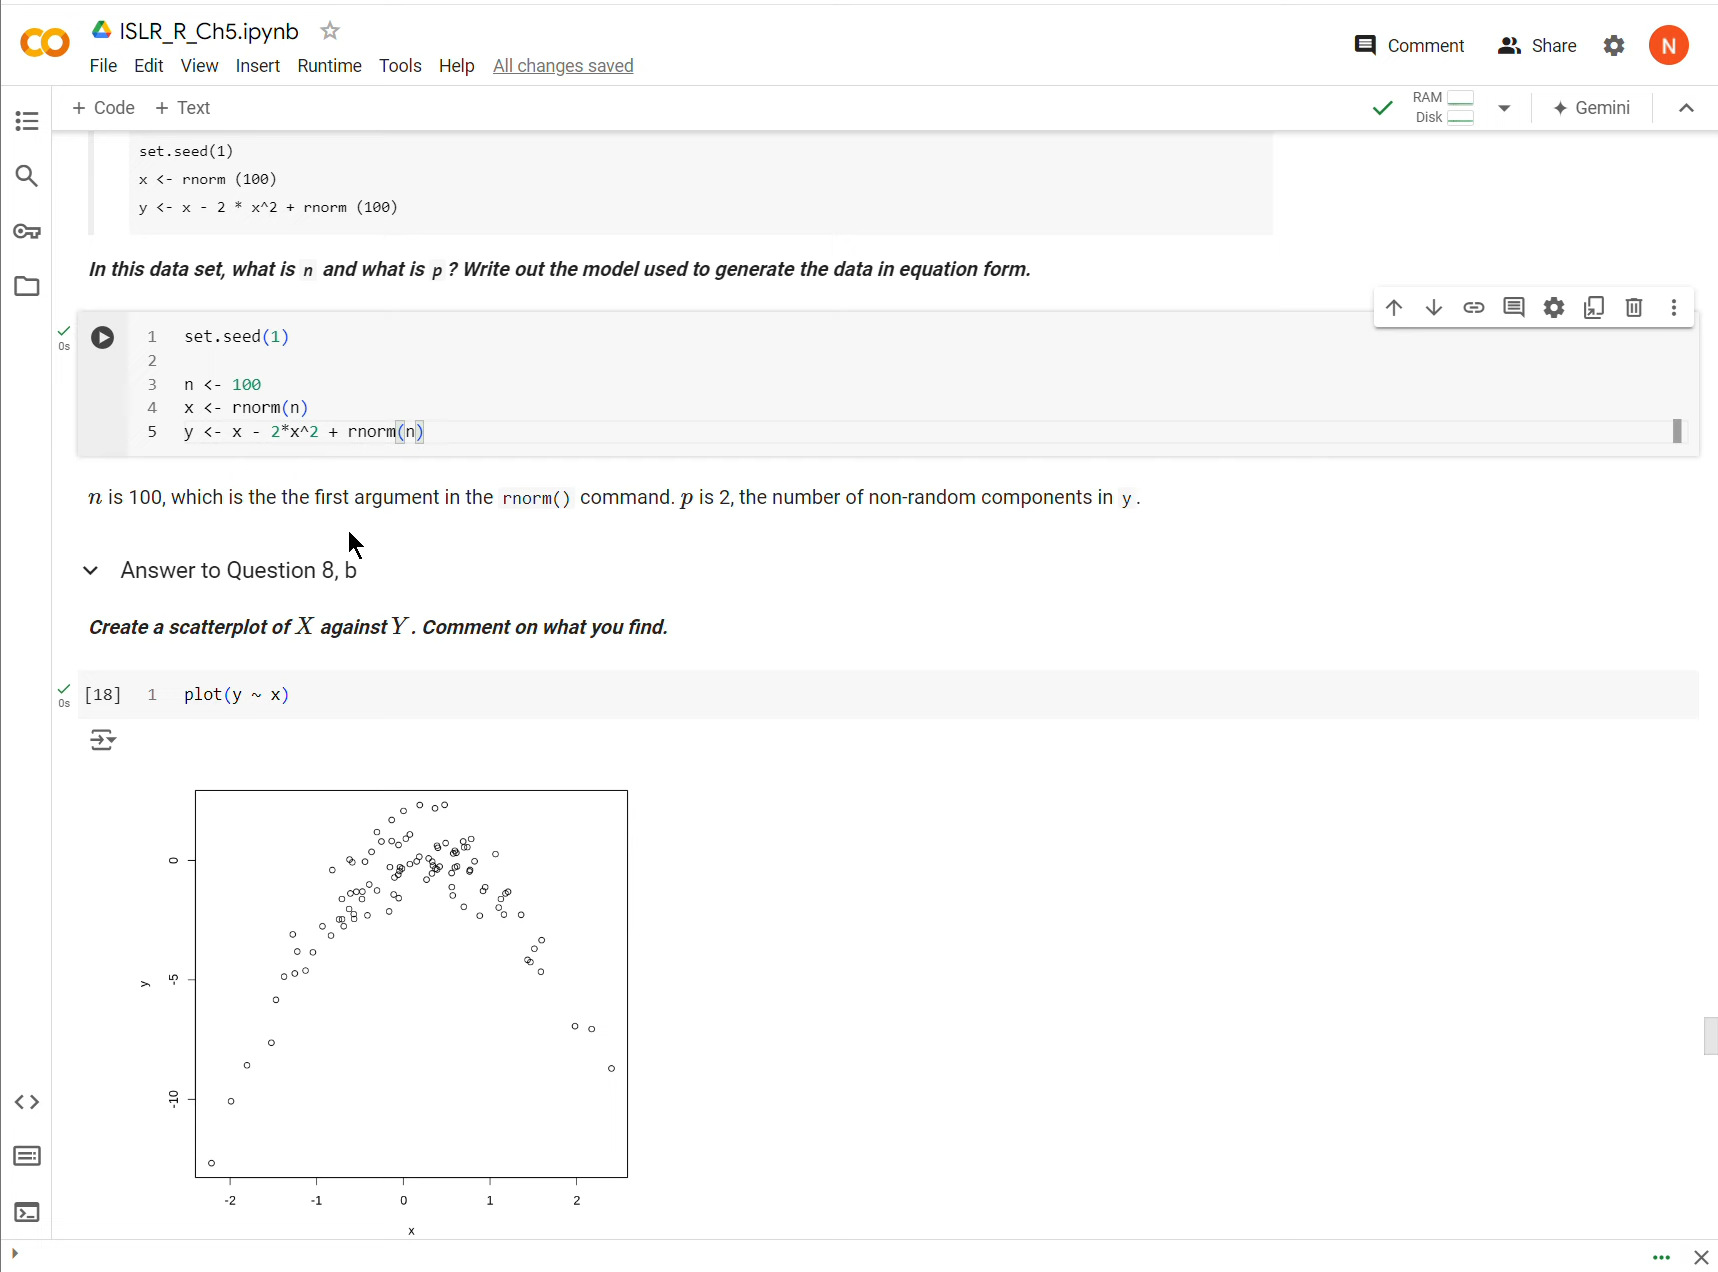 ISLR_R_Ch5.ipynb
File Edit View Insert Runtime Tools Help All changes saved
Comment Share N
+ Code + Text
RAM
Disk
Gemini
set.seed(1)
x <- rnorm (100)
y <- x - 2 * x^2 + rnorm (100)
In this data set, what is n and what is p? Write out the model used to generate the data in equation form.
0s
1 set.seed(1)
2
3 n <- 100
4 x <- rnorm(n)
5 y <- x - 2*x^2 + rnorm(n)
n is 100, which is the the first argument in the rnorm() command. p is 2, the number of non-random components in y.
Answer to Question 8, b
Create a scatterplot of X against Y. Comment on what you find.
0s
[18] 1 plot(y ~ x)
0
-5
-10
y
-2 -1 0 1 2
x